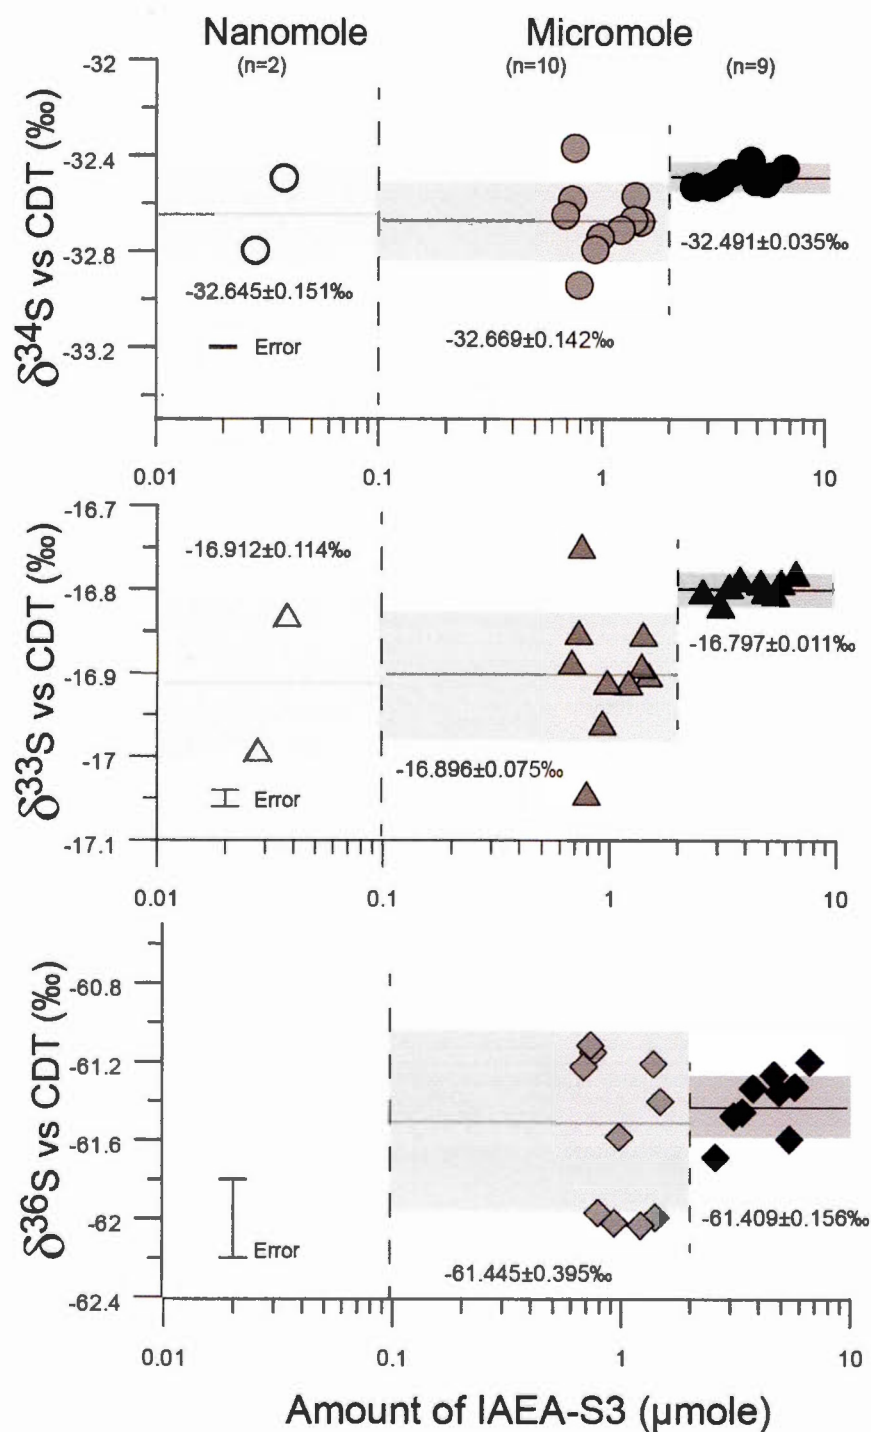 Nanomole Micromole
(n=2) (n=10) (n=9)
δ34S vs CDT (‰)
-32
-32.4
-32.8
-33.2
-32.645±0.151‰
-32.669±0.142‰
-32.491±0.035‰
Error
0.01 0.1 1 10
δ33S vs CDT (‰)
-16.7
-16.8
-16.9
-17
-17.1
-16.912±0.114‰
-16.896±0.075‰
-16.797±0.011‰
Error
0.01 0.1 1 10
δ36S vs CDT (‰)
-60.8
-61.2
-61.6
-62
-62.4
-61.445±0.395‰
-61.409±0.156‰
Error
0.01 0.1 1 10
Amount of IAEA-S3 (μmole)